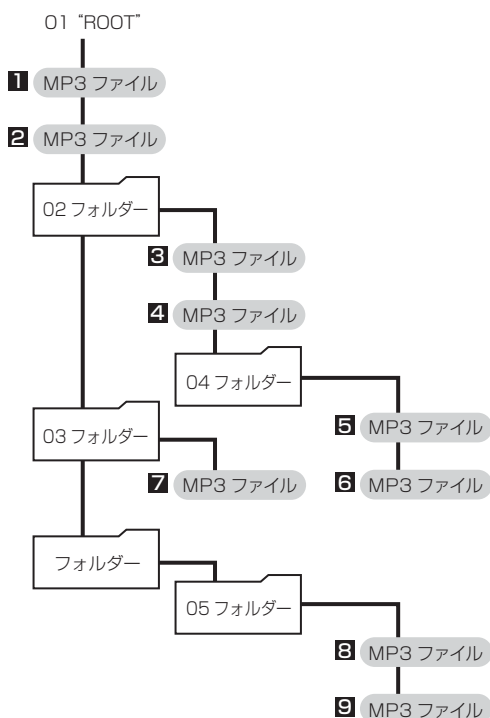 01 “ROOT”
1 MP3 ファイル
2 MP3 ファイル
02 フォルダー
3 MP3 ファイル
4 MP3 ファイル
04 フォルダー
03 フォルダー
5 MP3 ファイル
7 MP3 ファイル
6 MP3 ファイル
フォルダー
05 フォルダー
8 MP3 ファイル
9 MP3 ファイル